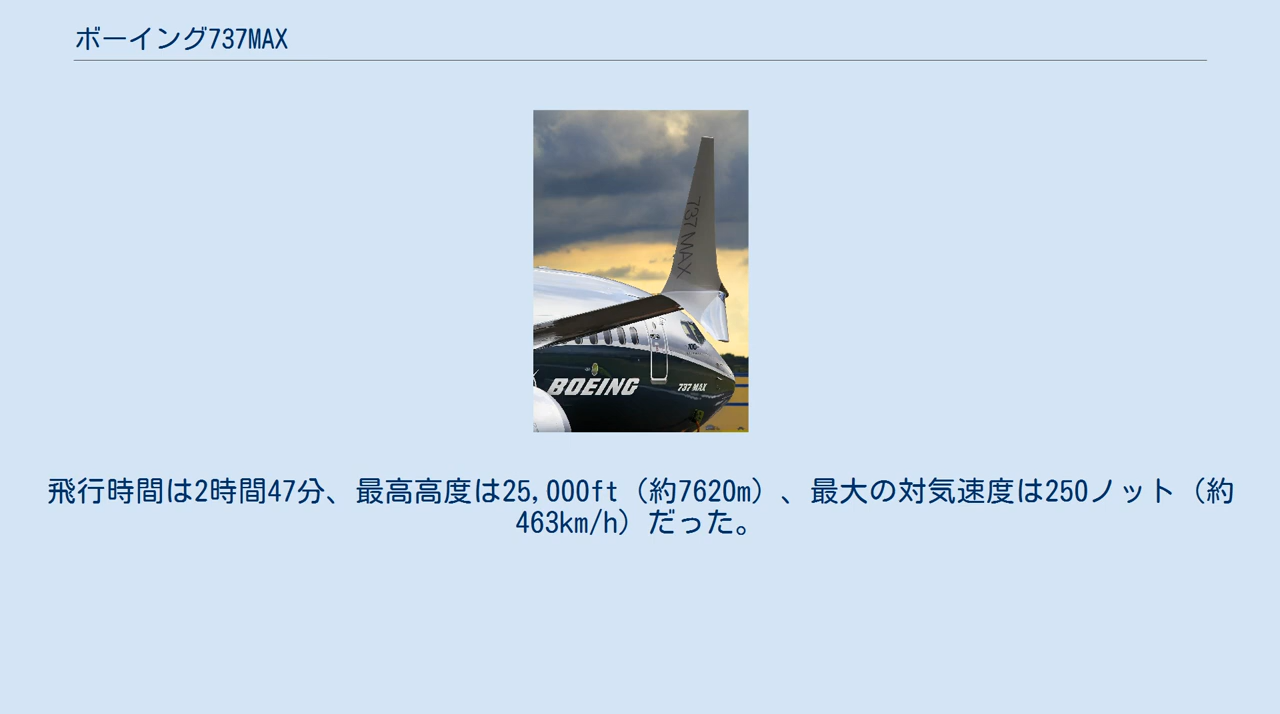 ボーイング737MAX
737 MAX
BOEING
737 MAX
飛行時間は2時間47分、最高高度は25,000ft（約7620m）、最大の対気速度は250ノット（約
463km/h）だった。